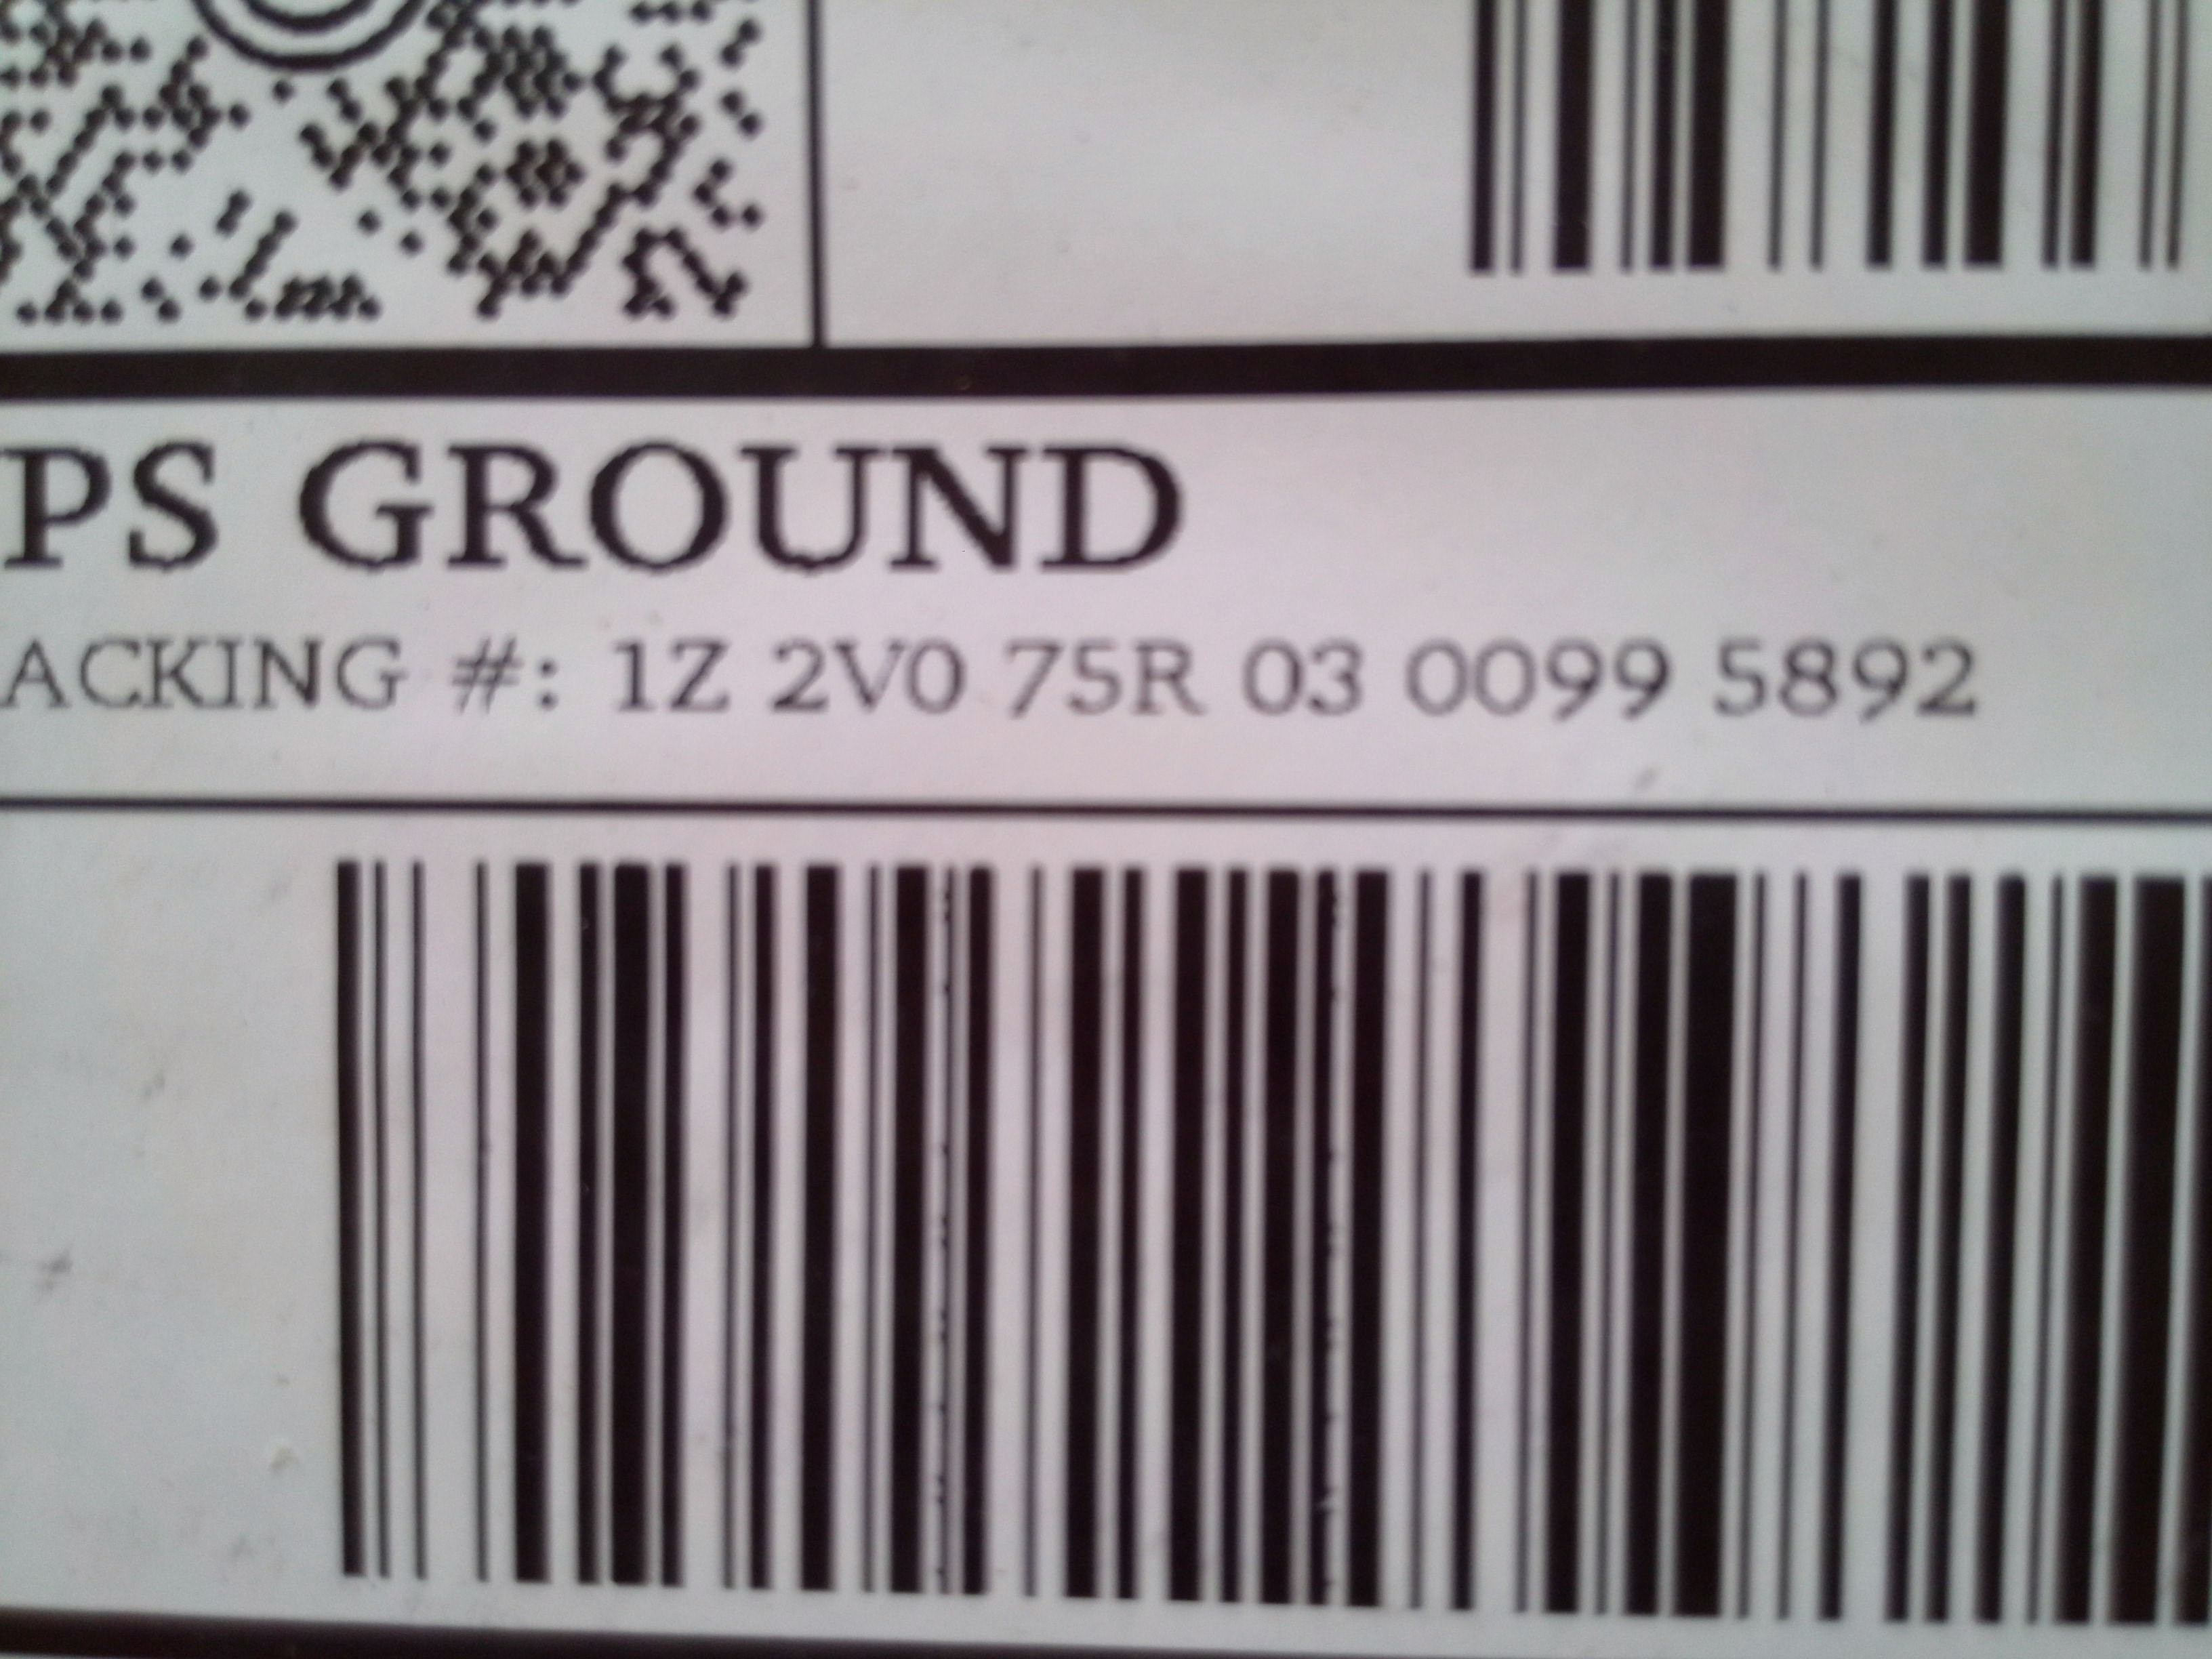 PS GROUND
ACKING #: 1Z 2V0 75R 03 0099 5892